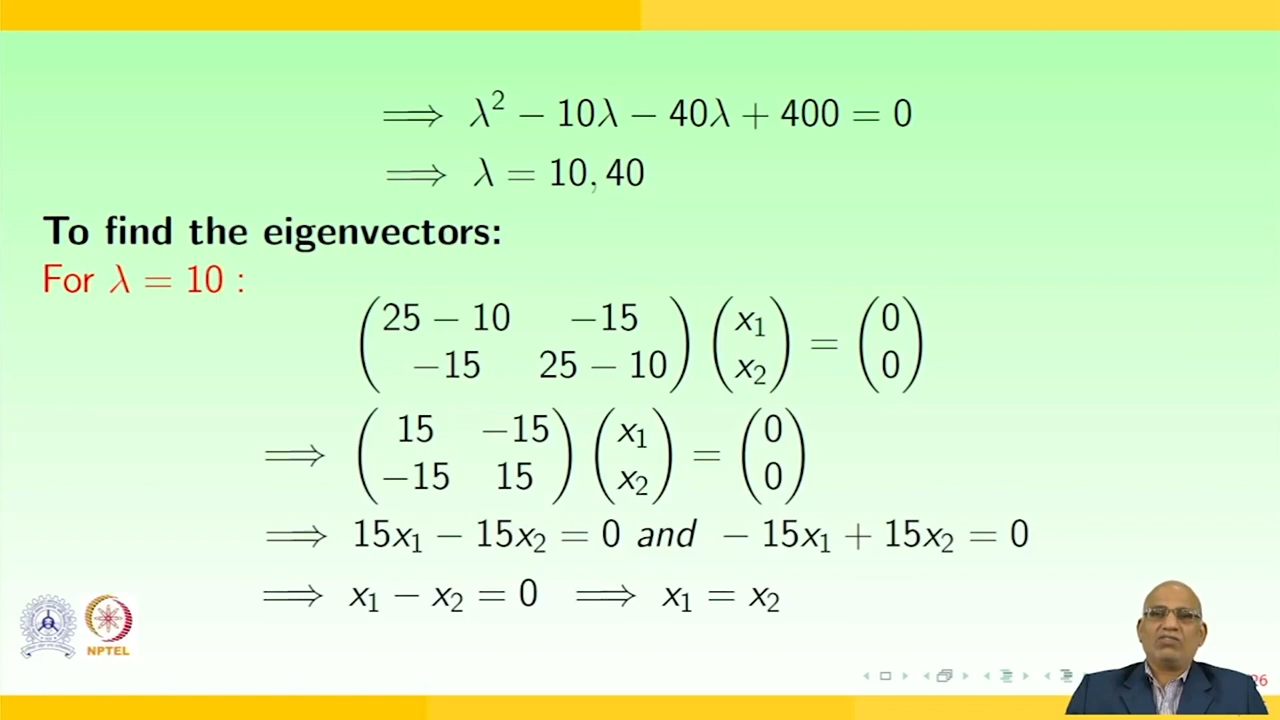 ⟹ λ² − 10λ − 40λ + 400 = 0
⟹ λ = 10, 40
To find the eigenvectors:
For λ = 10 :
(25 − 10 −15
−15 25 − 10) (x₁
x₂) = (0
0)
⟹ (15 −15
−15 15) (x₁
x₂) = (0
0)
⟹ 15x₁ − 15x₂ = 0 and − 15x₁ + 15x₂ = 0
⟹ x₁ − x₂ = 0 ⟹ x₁ = x₂
NPTEL
26